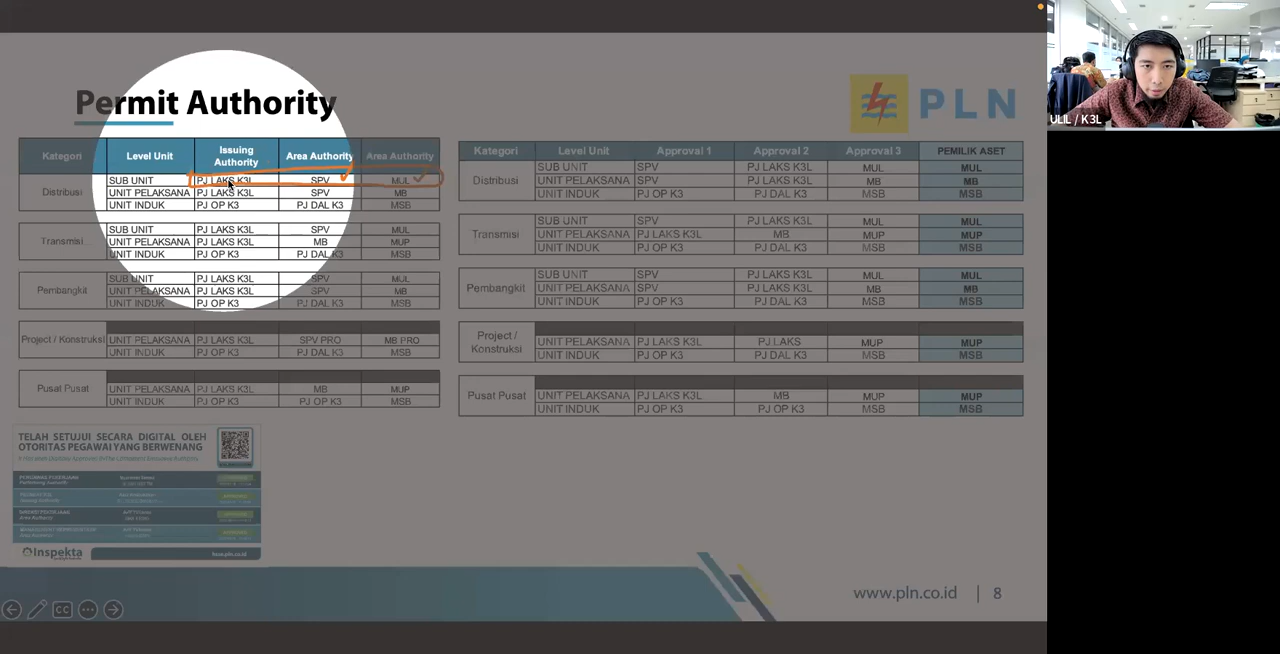 ULIL / K3L
Permit Authority
PLN
Kategori Level Unit Issuing Authority Area Authority Area Authority
Distribusi
SUB UNIT PJ LAKS K3L SPV MUL
UNIT PELAKSANA PJ LAKS K3L SPV MB
UNIT INDUK PJ OP K3 PJ DAL K3 MSB
Transmisi
SUB UNIT PJ LAKS K3L SPV MUL
UNIT PELAKSANA PJ LAKS K3L MB MUP
UNIT INDUK PJ OP K3 PJ DAL K3 MSB
Pembangkit
SUB UNIT PJ LAKS K3L SPV MUL
UNIT PELAKSANA PJ LAKS K3L SPV MB
UNIT INDUK PJ OP K3 PJ DAL K3 MSB
Project / Konstruksi
UNIT PELAKSANA PJ LAKS K3L SPV PRO MB PRO
UNIT INDUK PJ OP K3 PJ DAL K3 MSB
Pusat Pusat
UNIT PELAKSANA PJ LAKS K3L MB MUP
UNIT INDUK PJ OP K3 PJ OP K3 MSB
Kategori Level Unit Approval 1 Approval 2 Approval 3 PEMILIK ASET
Distribusi
SUB UNIT SPV PJ LAKS K3L MUL MUL
UNIT PELAKSANA SPV PJ LAKS K3L MB MB
UNIT INDUK PJ OP K3 PJ DAL K3 MSB MSB
Transmisi
SUB UNIT SPV PJ LAKS K3L MUL MUL
UNIT PELAKSANA PJ LAKS K3L MB MUP MUP
UNIT INDUK PJ OP K3 PJ DAL K3 MSB MSB
Pembangkit
SUB UNIT SPV PJ LAKS K3L MUL MUL
UNIT PELAKSANA SPV PJ LAKS K3L MB MB
UNIT INDUK PJ OP K3 PJ DAL K3 MSB MSB
Project /
Konstruksi
UNIT PELAKSANA PJ LAKS K3L PJ LAKS MUP MUP
UNIT INDUK PJ OP K3 PJ DAL K3 MSB MSB
Pusat Pusat
UNIT PELAKSANA PJ LAKS K3L MB MUP MUP
UNIT INDUK PJ OP K3 PJ OP K3 MSB MSB
TELAH SETUJUI SECARA DIGITAL OLEH
OTORITAS PEGAWAI YANG BERWENANG
Inspekta
www.pln.co.id | 8
CC